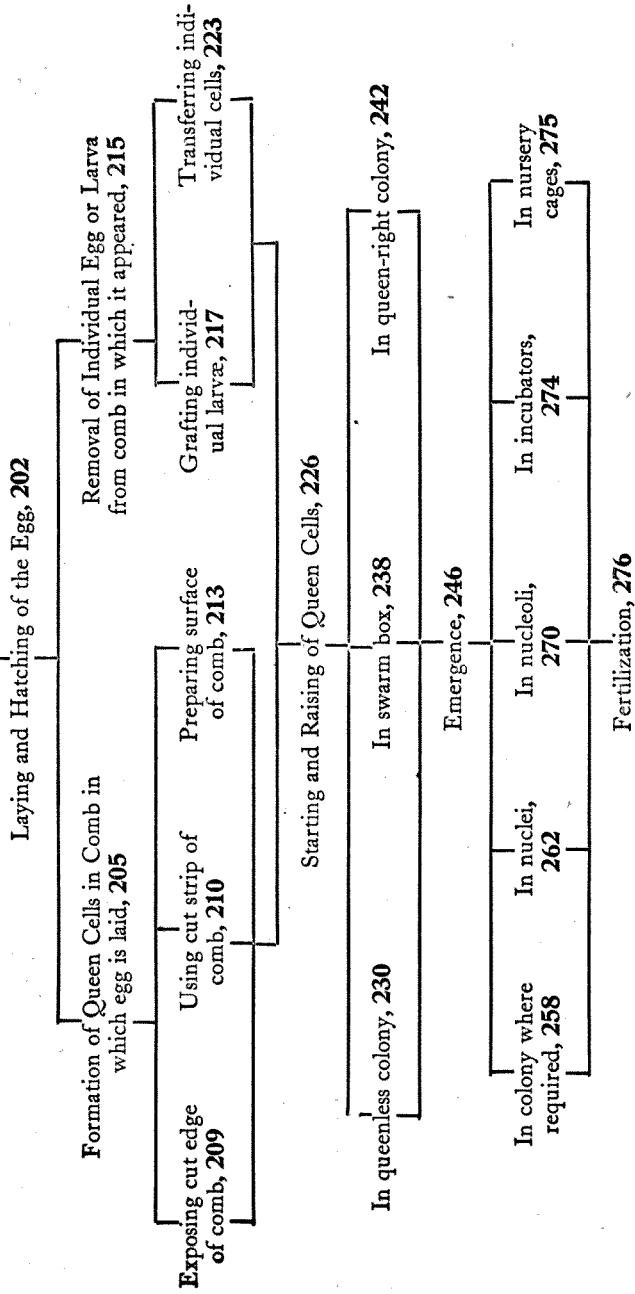 Laying and Hatching of the Egg, 202
Formation of Queen Cells in Comb in
which egg is laid, 205
Removal of Individual Egg or Larva
from comb in which it appeared, 215
Exposing cut edge
of comb, 209
Using cut strip of
comb, 210
Preparing surface
of comb, 213
Grafting individ-
ual larvæ, 217
Transferring indi-
vidual cells, 223
Starting and Raising of Queen Cells, 226
In queenless colony, 230
In swarm box, 238
In queen-right colony, 242
Emergence, 246
In colony where
required, 258
In nuclei,
262
In nucleoli,
270
In incubators,
274
In nursery
cages, 275
Fertilization, 276